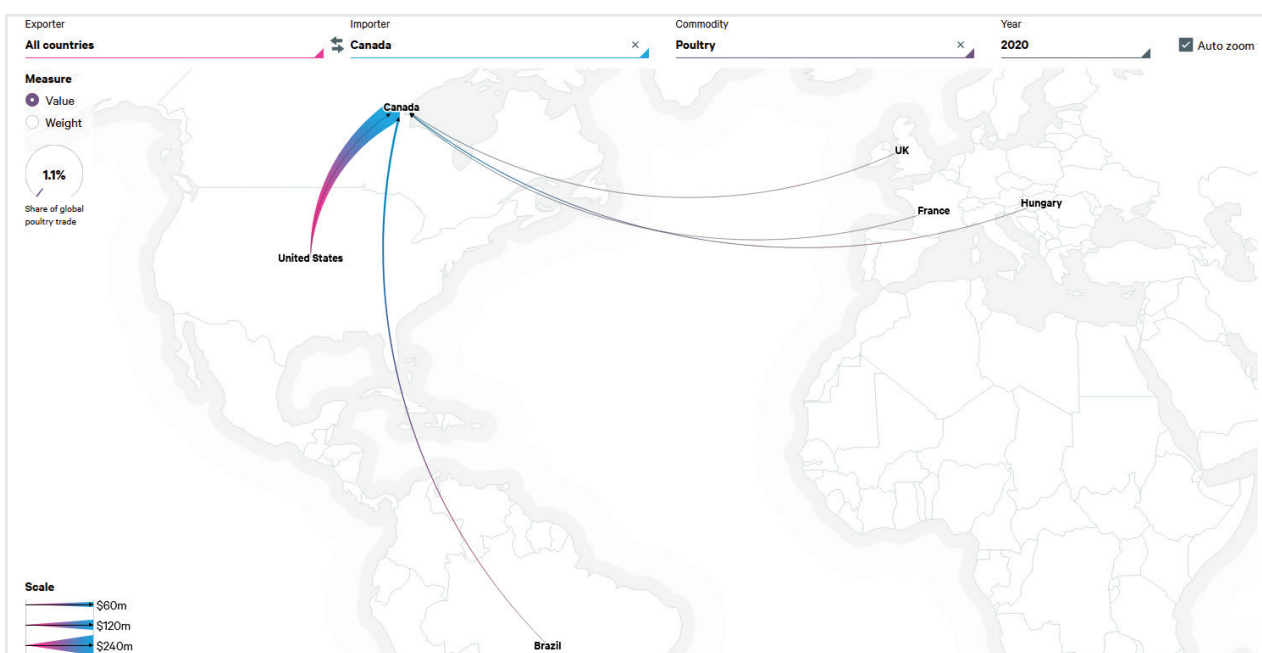 Exporter
Importer
Commodity
Year
All countries
Canada
×
Poultry
×
2020
Auto zoom
Measure
Value
Weight
1.1%
Share of global
poultry trade
Canada
UK
France
Hungary
United States
Brazil
Scale
$60m
$120m
$240m